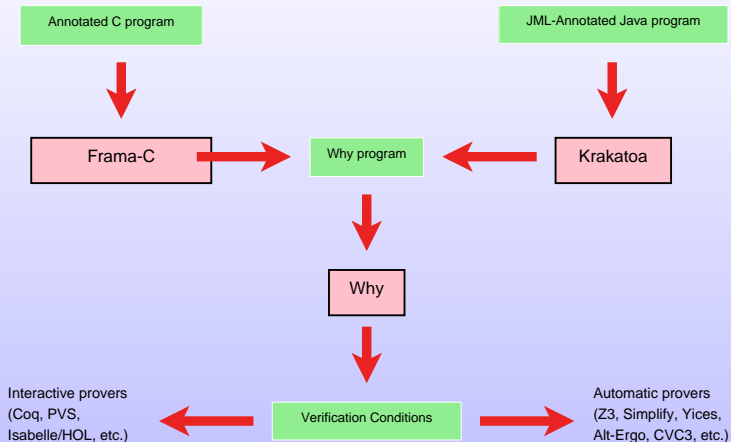 Annotated C program
JML-Annotated Java program
Frama-C
Why program
Krakatoa
Why
Interactive provers
(Coq, PVS,
Isabelle/HOL, etc.)
Verification Conditions
Automatic provers
(Z3, Simplify, Yices,
Alt-Ergo, CVC3, etc.)